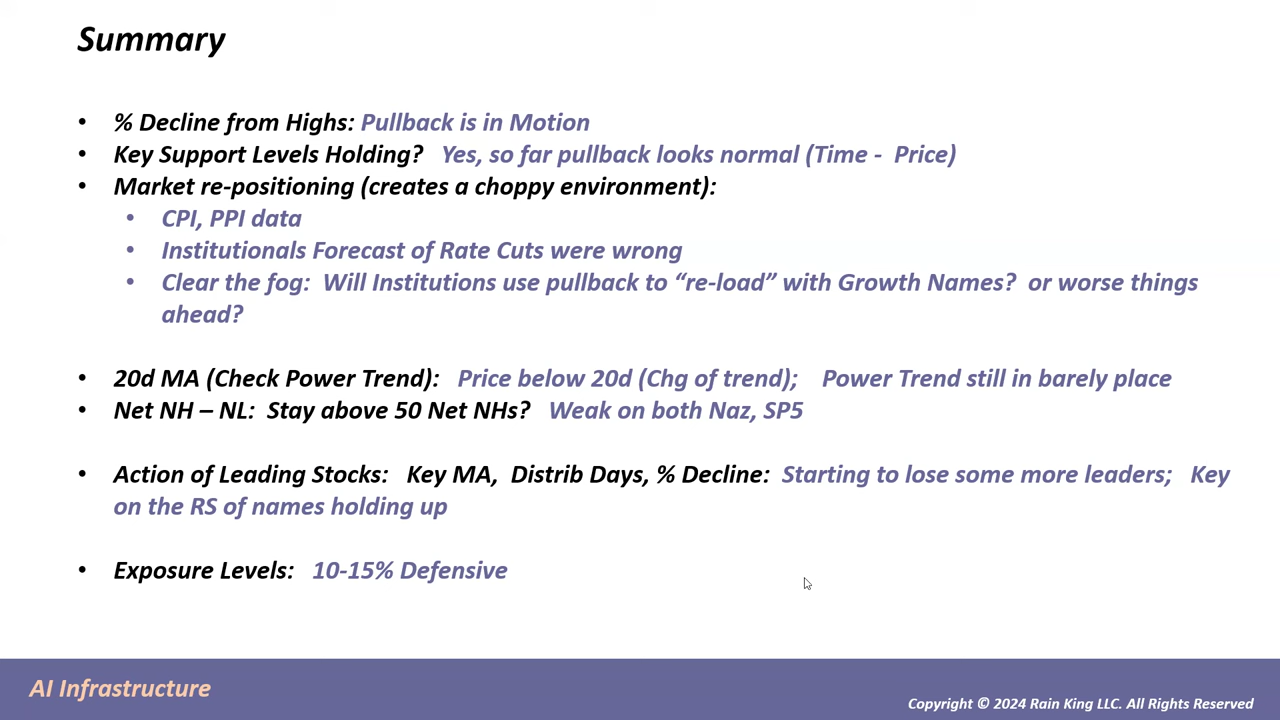 Summary
• % Decline from Highs: Pullback is in Motion
• Key Support Levels Holding? Yes, so far pullback looks normal (Time - Price)
• Market re-positioning (creates a choppy environment):
• CPI, PPI data
• Institutionals Forecast of Rate Cuts were wrong
• Clear the fog: Will Institutions use pullback to “re-load” with Growth Names? or worse things
ahead?
• 20d MA (Check Power Trend): Price below 20d (Chg of trend); Power Trend still in barely place
• Net NH – NL: Stay above 50 Net NHs? Weak on both Naz, SP5
• Action of Leading Stocks: Key MA, Distrib Days, % Decline: Starting to lose some more leaders; Key
on the RS of names holding up
• Exposure Levels: 10-15% Defensive
AI Infrastructure
Copyright © 2024 Rain King LLC. All Rights Reserved